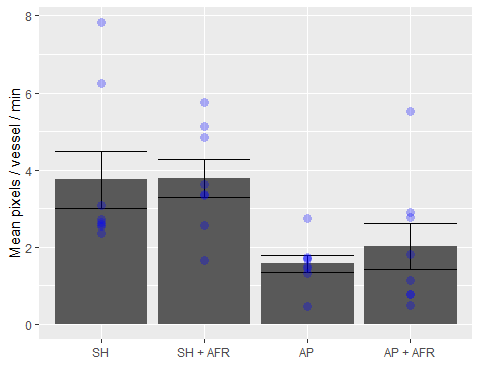 8
6
4
2
0
Mean pixels / vessel / min
SH
SH + AFR
AP
AP + AFR